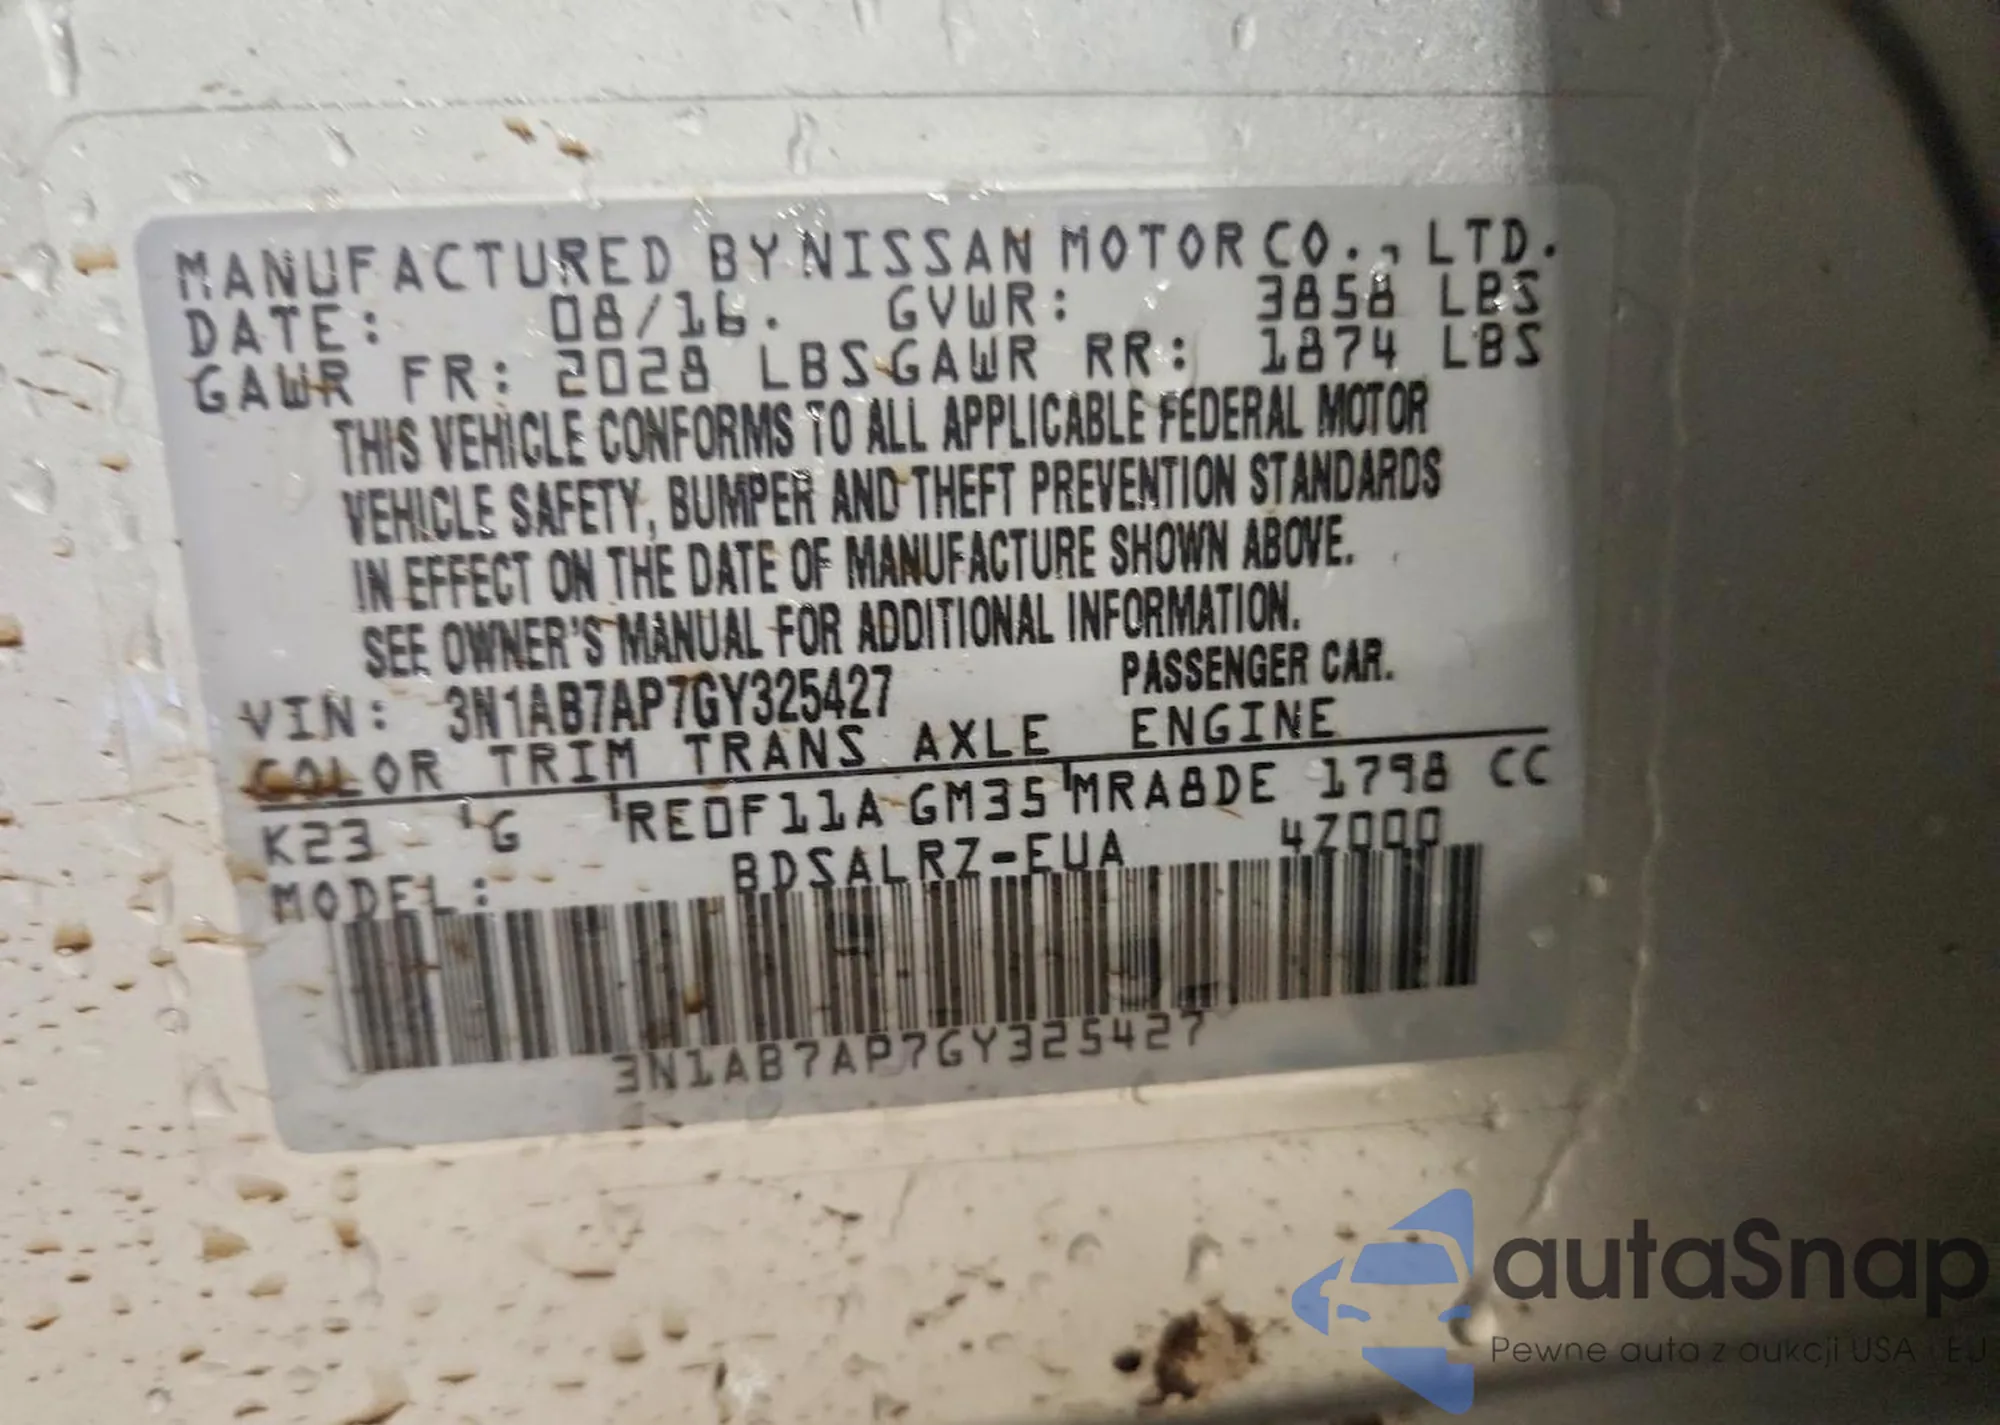 MANUFACTURED BY NISSAN MOTOR CO., LTD.
DATE: 08/16. GVWR: 3858 LBS
GAWR FR: 2028 LBS GAWR RR: 1874 LBS
THIS VEHICLE CONFORMS TO ALL APPLICABLE FEDERAL MOTOR
VEHICLE SAFETY, BUMPER AND THEFT PREVENTION STANDARDS
IN EFFECT ON THE DATE OF MANUFACTURE SHOWN ABOVE.
SEE OWNER'S MANUAL FOR ADDITIONAL INFORMATION.
VIN: 3N1AB7AP7GY325427 PASSENGER CAR.
COLOR TRIM TRANS AXLE ENGINE
K23 G RE0F11A GM35 MRA8DE 1798 CC
MODEL: BDSALRZ-EUA 4Z000
3N1AB7AP7GY325427
autaSnap
Pewne auta z aukcji USA i EU